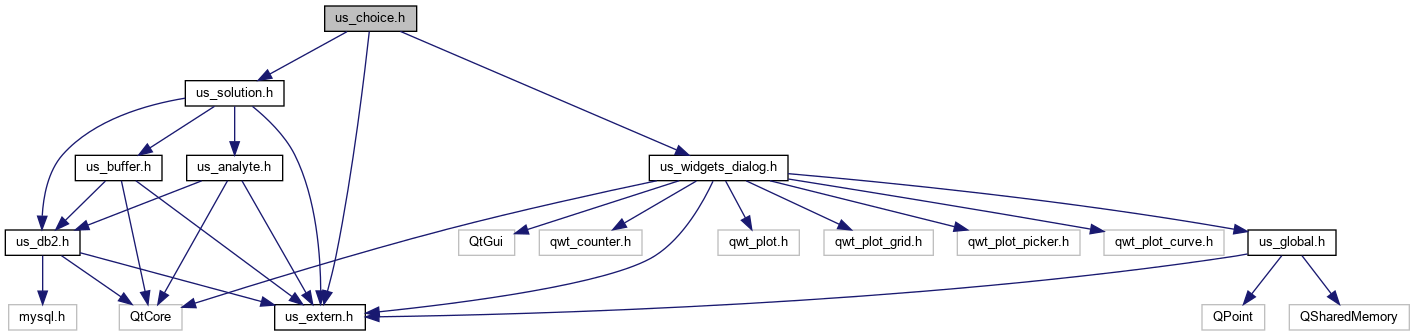 us_choice.h
us_solution.h
us_buffer.h
us_analyte.h
us_widgets_dialog.h
us_db2.h
QtGui
qwt_counter.h
qwt_plot.h
qwt_plot_grid.h
qwt_plot_picker.h
qwt_plot_curve.h
us_global.h
mysql.h
QtCore
us_extern.h
QPoint
QSharedMemory